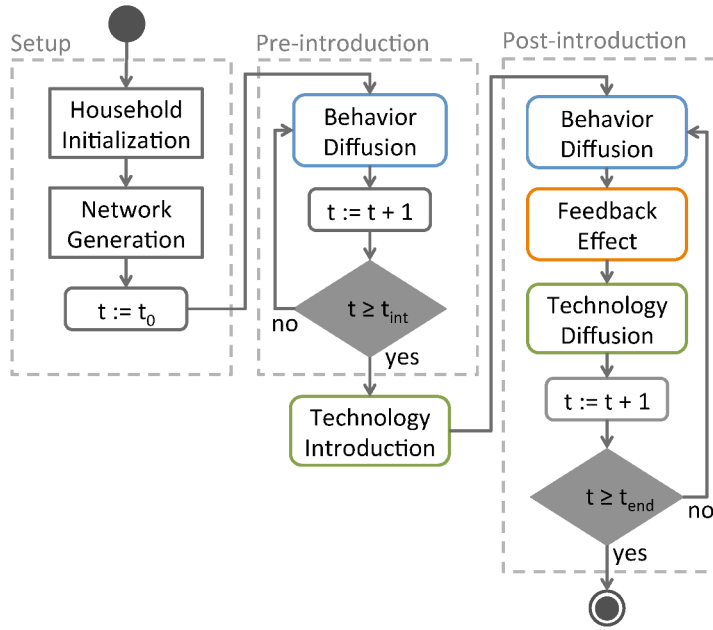 Setup
Household
Initialization
Network
Generation
t := t₀
Pre-introduction
Behavior
Diffusion
t := t + 1
t ≥ tᵢₙₜ
no
yes
Technology
Introduction
Post-introduction
Behavior
Diffusion
Feedback
Effect
Technology
Diffusion
t := t + 1
t ≥ t_end
no
yes